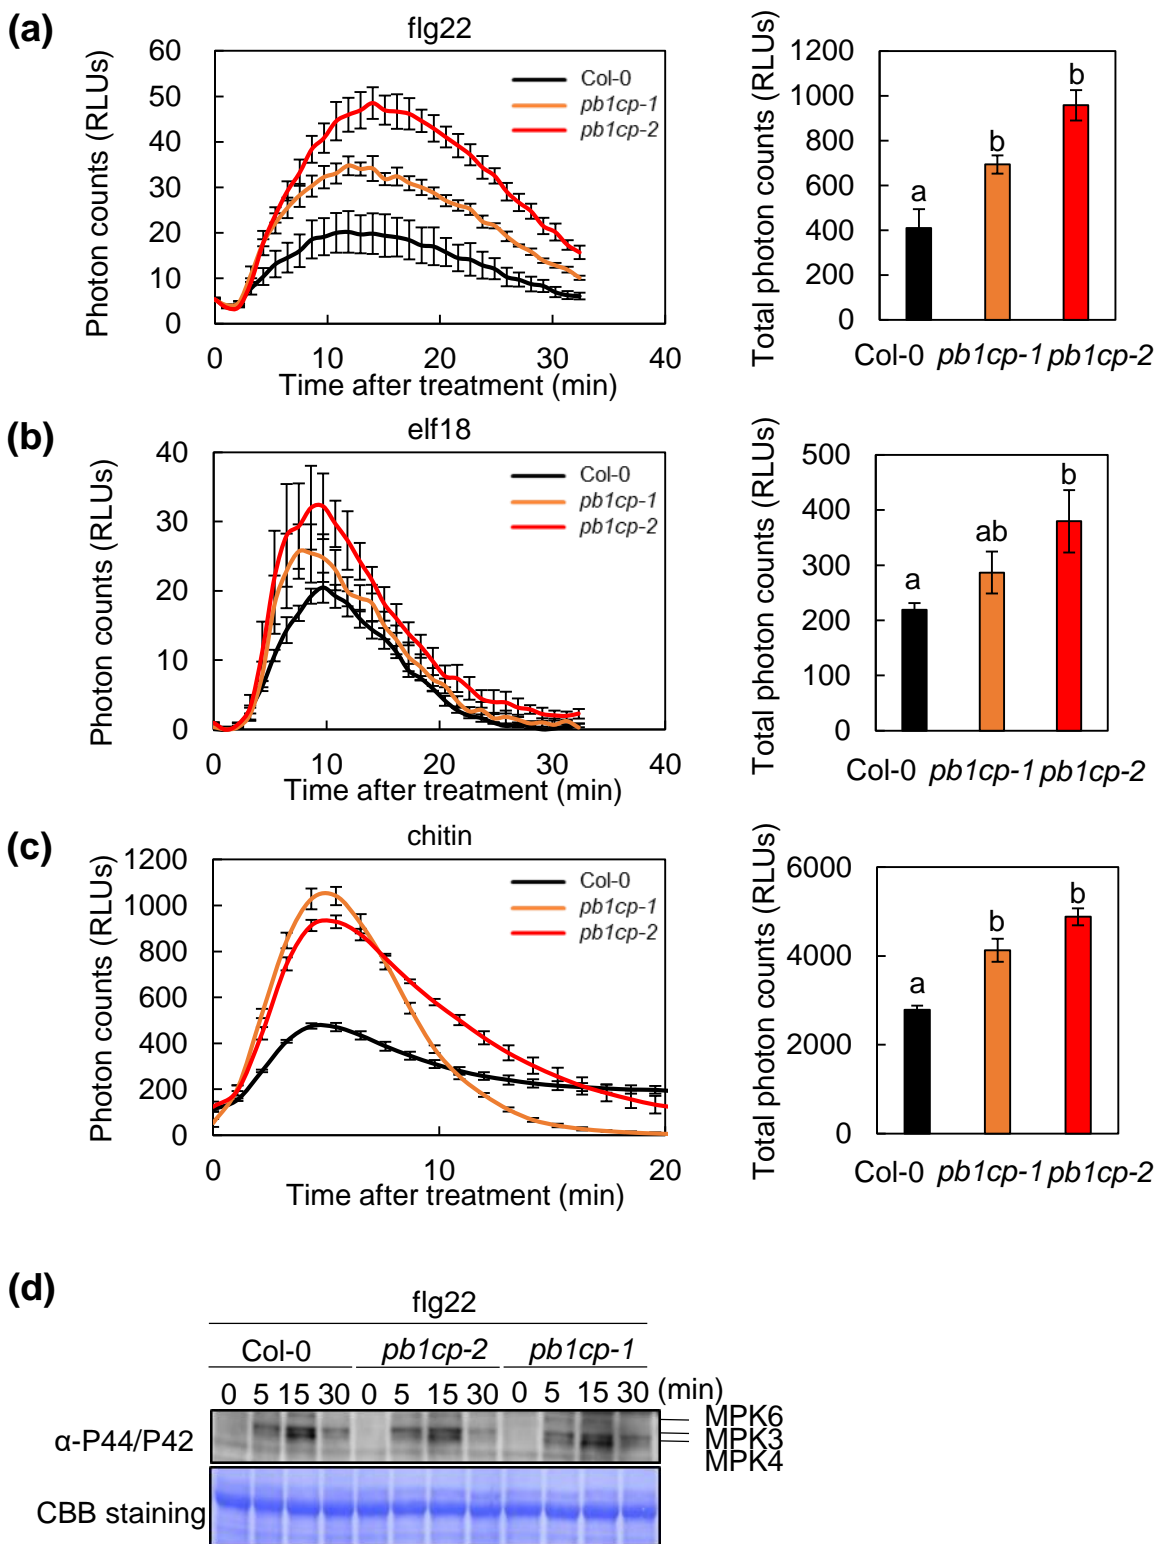 (a)
flg22
Photon counts (RLUs)
60
50
40
30
20
10
0
0 10 20 30 40
Time after treatment (min)
Col-0
pb1cp-1
pb1cp-2
Total photon counts (RLUs)
1200
1000
800
600
400
200
0
a b b
Col-0 pb1cp-1 pb1cp-2
(b)
elf18
Photon counts (RLUs)
40
30
20
10
0
0 10 20 30 40
Time after treatment (min)
Col-0
pb1cp-1
pb1cp-2
Total photon counts (RLUs)
500
400
300
200
100
0
a ab b
Col-0 pb1cp-1 pb1cp-2
(c)
chitin
Photon counts (RLUs)
1200
1000
800
600
400
200
0
0 10 20
Time after treatment (min)
Col-0
pb1cp-1
pb1cp-2
Total photon counts (RLUs)
6000
4000
2000
0
a b b
Col-0 pb1cp-1 pb1cp-2
(d)
flg22
Col-0 pb1cp-2 pb1cp-1
0 5 15 30 0 5 15 30 0 5 15 30 (min)
α-P44/P42
MPK6
MPK3
MPK4
CBB staining